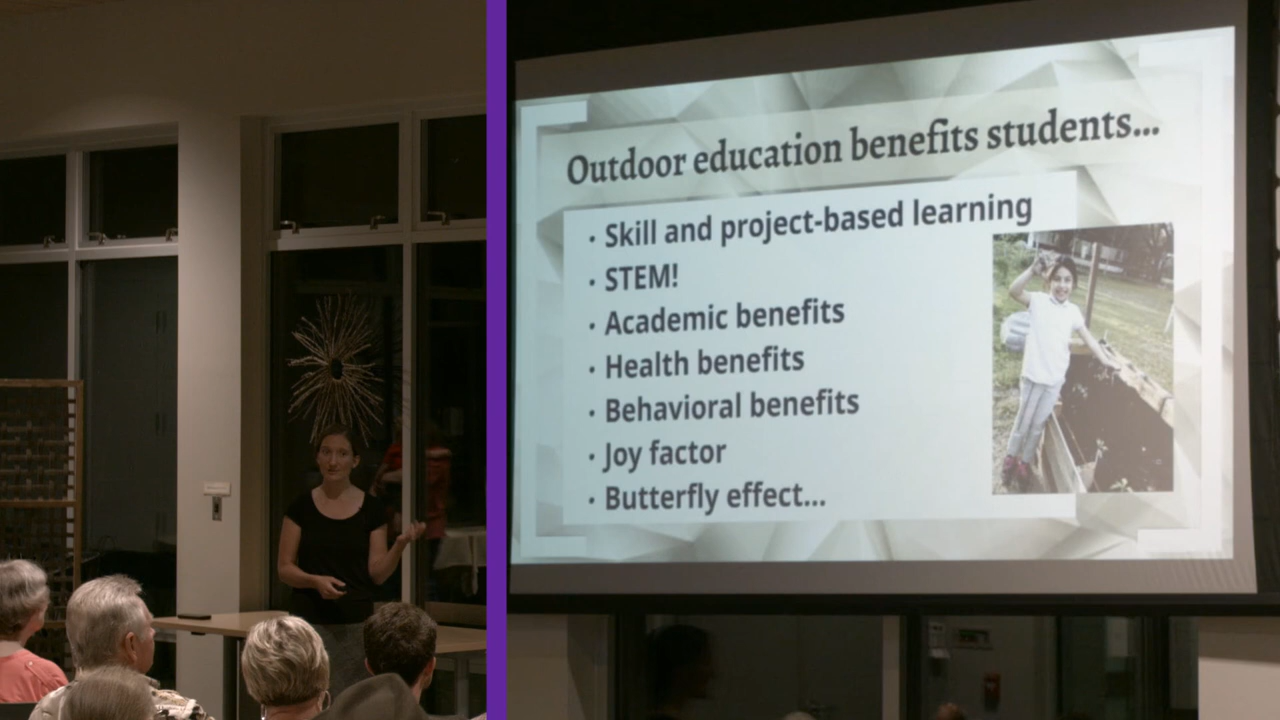 Outdoor education benefits students...
· Skill and project-based learning
· STEM!
· Academic benefits
· Health benefits
· Behavioral benefits
· Joy factor
· Butterfly effect...